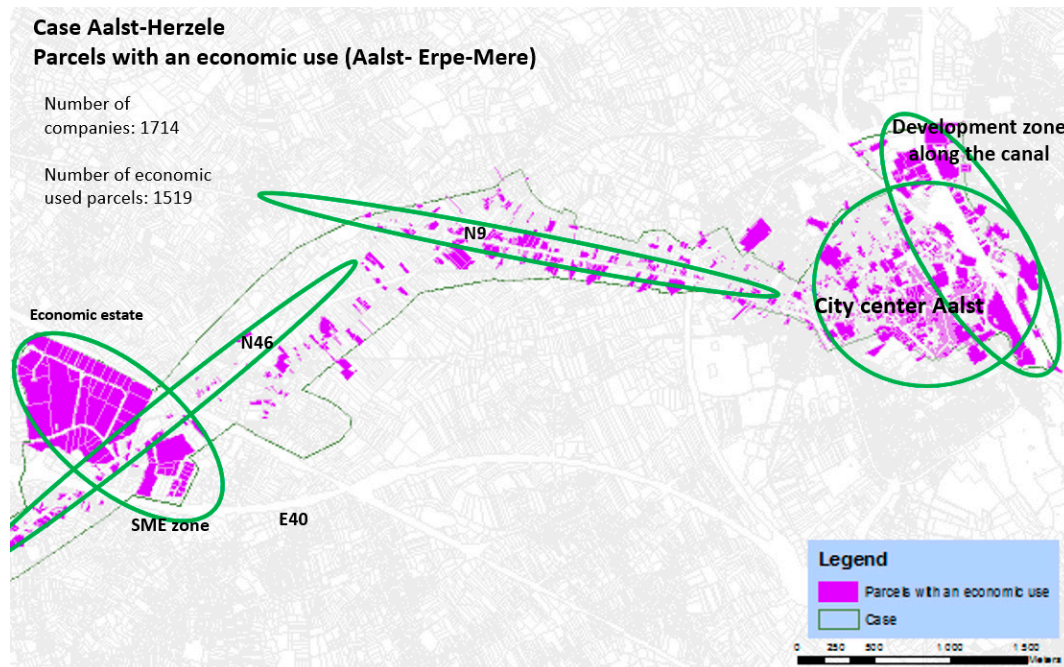 Case Aalst-Herzele
Parcels with an economic use (Aalst- Erpe-Mere)
Number of
companies: 1714
Number of economic
used parcels: 1519
Development zone
along the canal
N9
City center Aalst
Economic estate
N46
SME zone
E40
Legend
Parcels with an economic use
Case
0 250 500 1 000 1 500
Meters